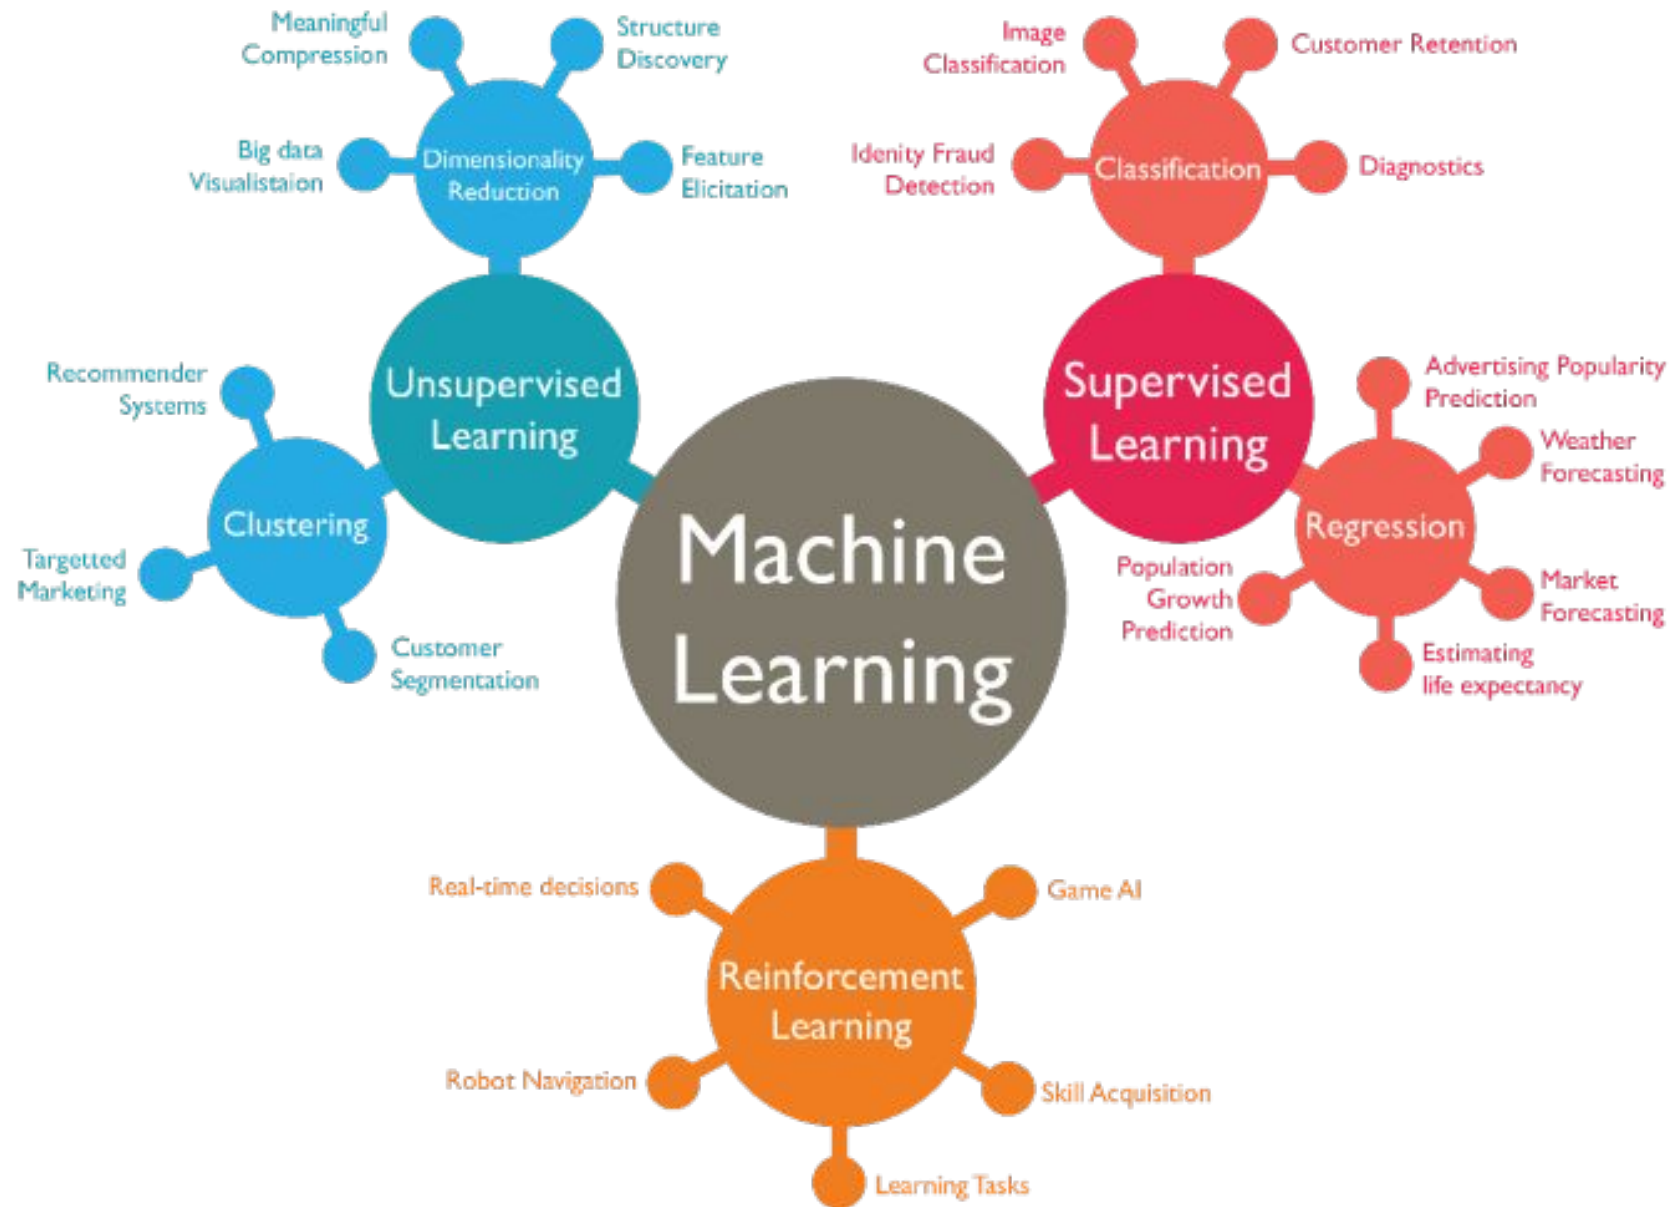 Meaningful
Compression
Structure
Discovery
Big data
Visualistaion
Dimensionality
Reduction
Feature
Elicitation
Image
Classification
Customer Retention
Idenity Fraud
Detection
Classification
Diagnostics
Recommender
Systems
Unsupervised
Learning
Clustering
Targetted
Marketing
Customer
Segmentation
Machine
Learning
Supervised
Learning
Advertising Popularity
Prediction
Weather
Forecasting
Regression
Population
Growth
Prediction
Market
Forecasting
Estimating
life expectancy
Real-time decisions
Game AI
Reinforcement
Learning
Robot Navigation
Skill Acquisition
Learning Tasks